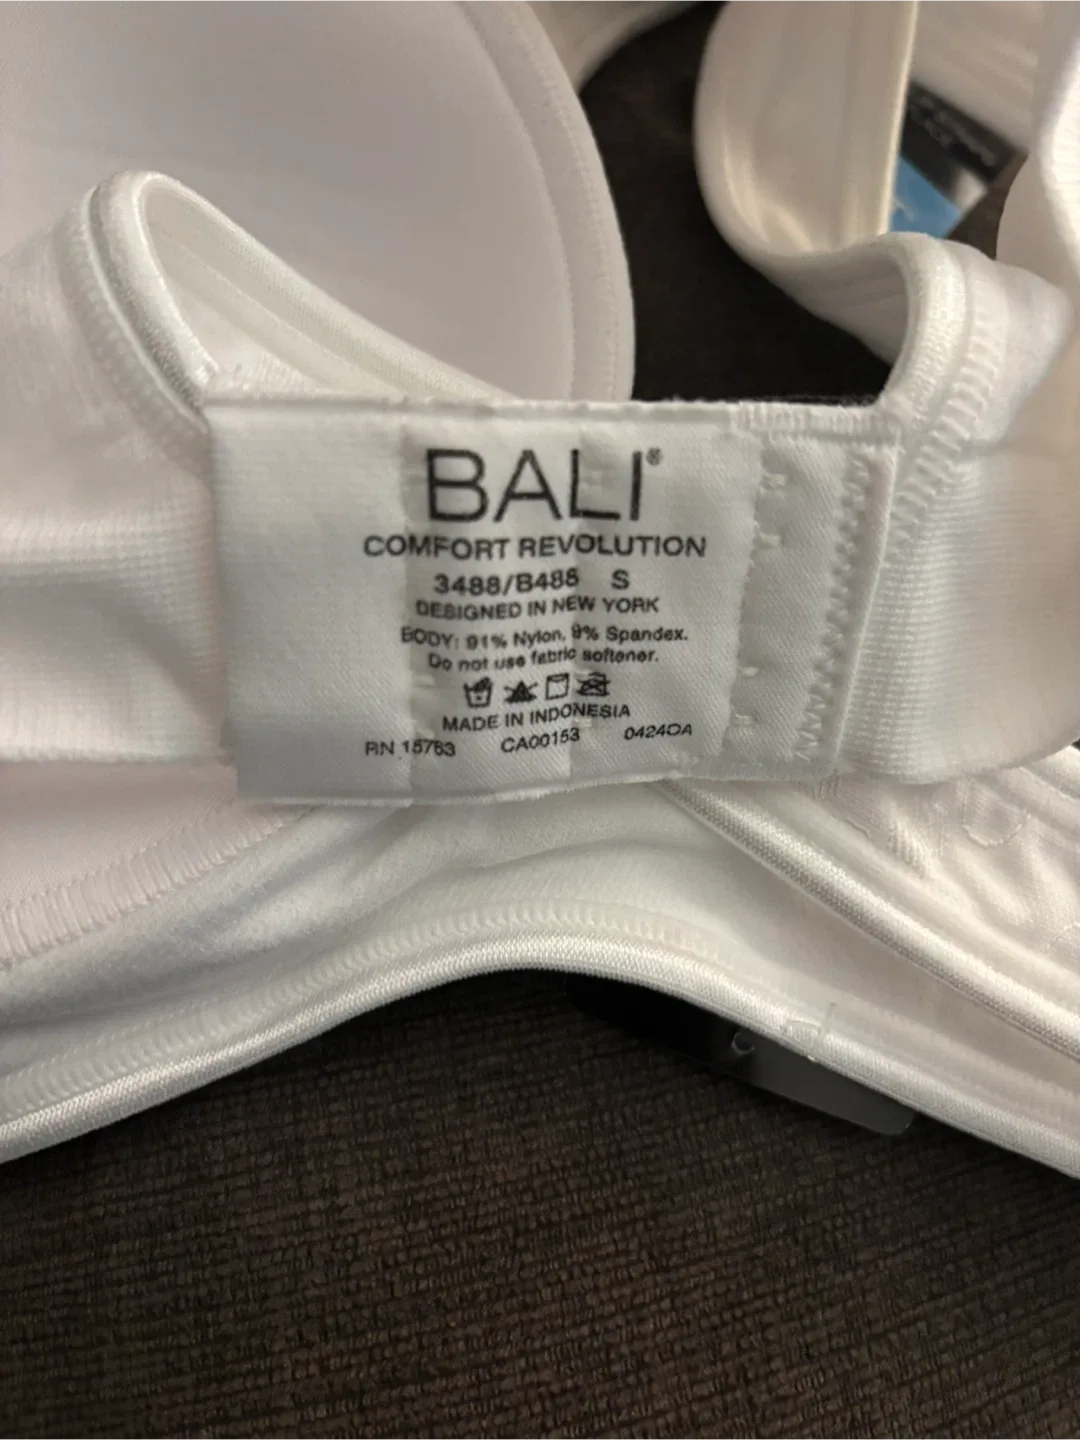 BALI®
COMFORT REVOLUTION
3488/B488 S
DESIGNED IN NEW YORK
BODY: 91% Nylon, 9% Spandex.
Do not use fabric softener.
MADE IN INDONESIA
RN 15763 CA00153 0424OA